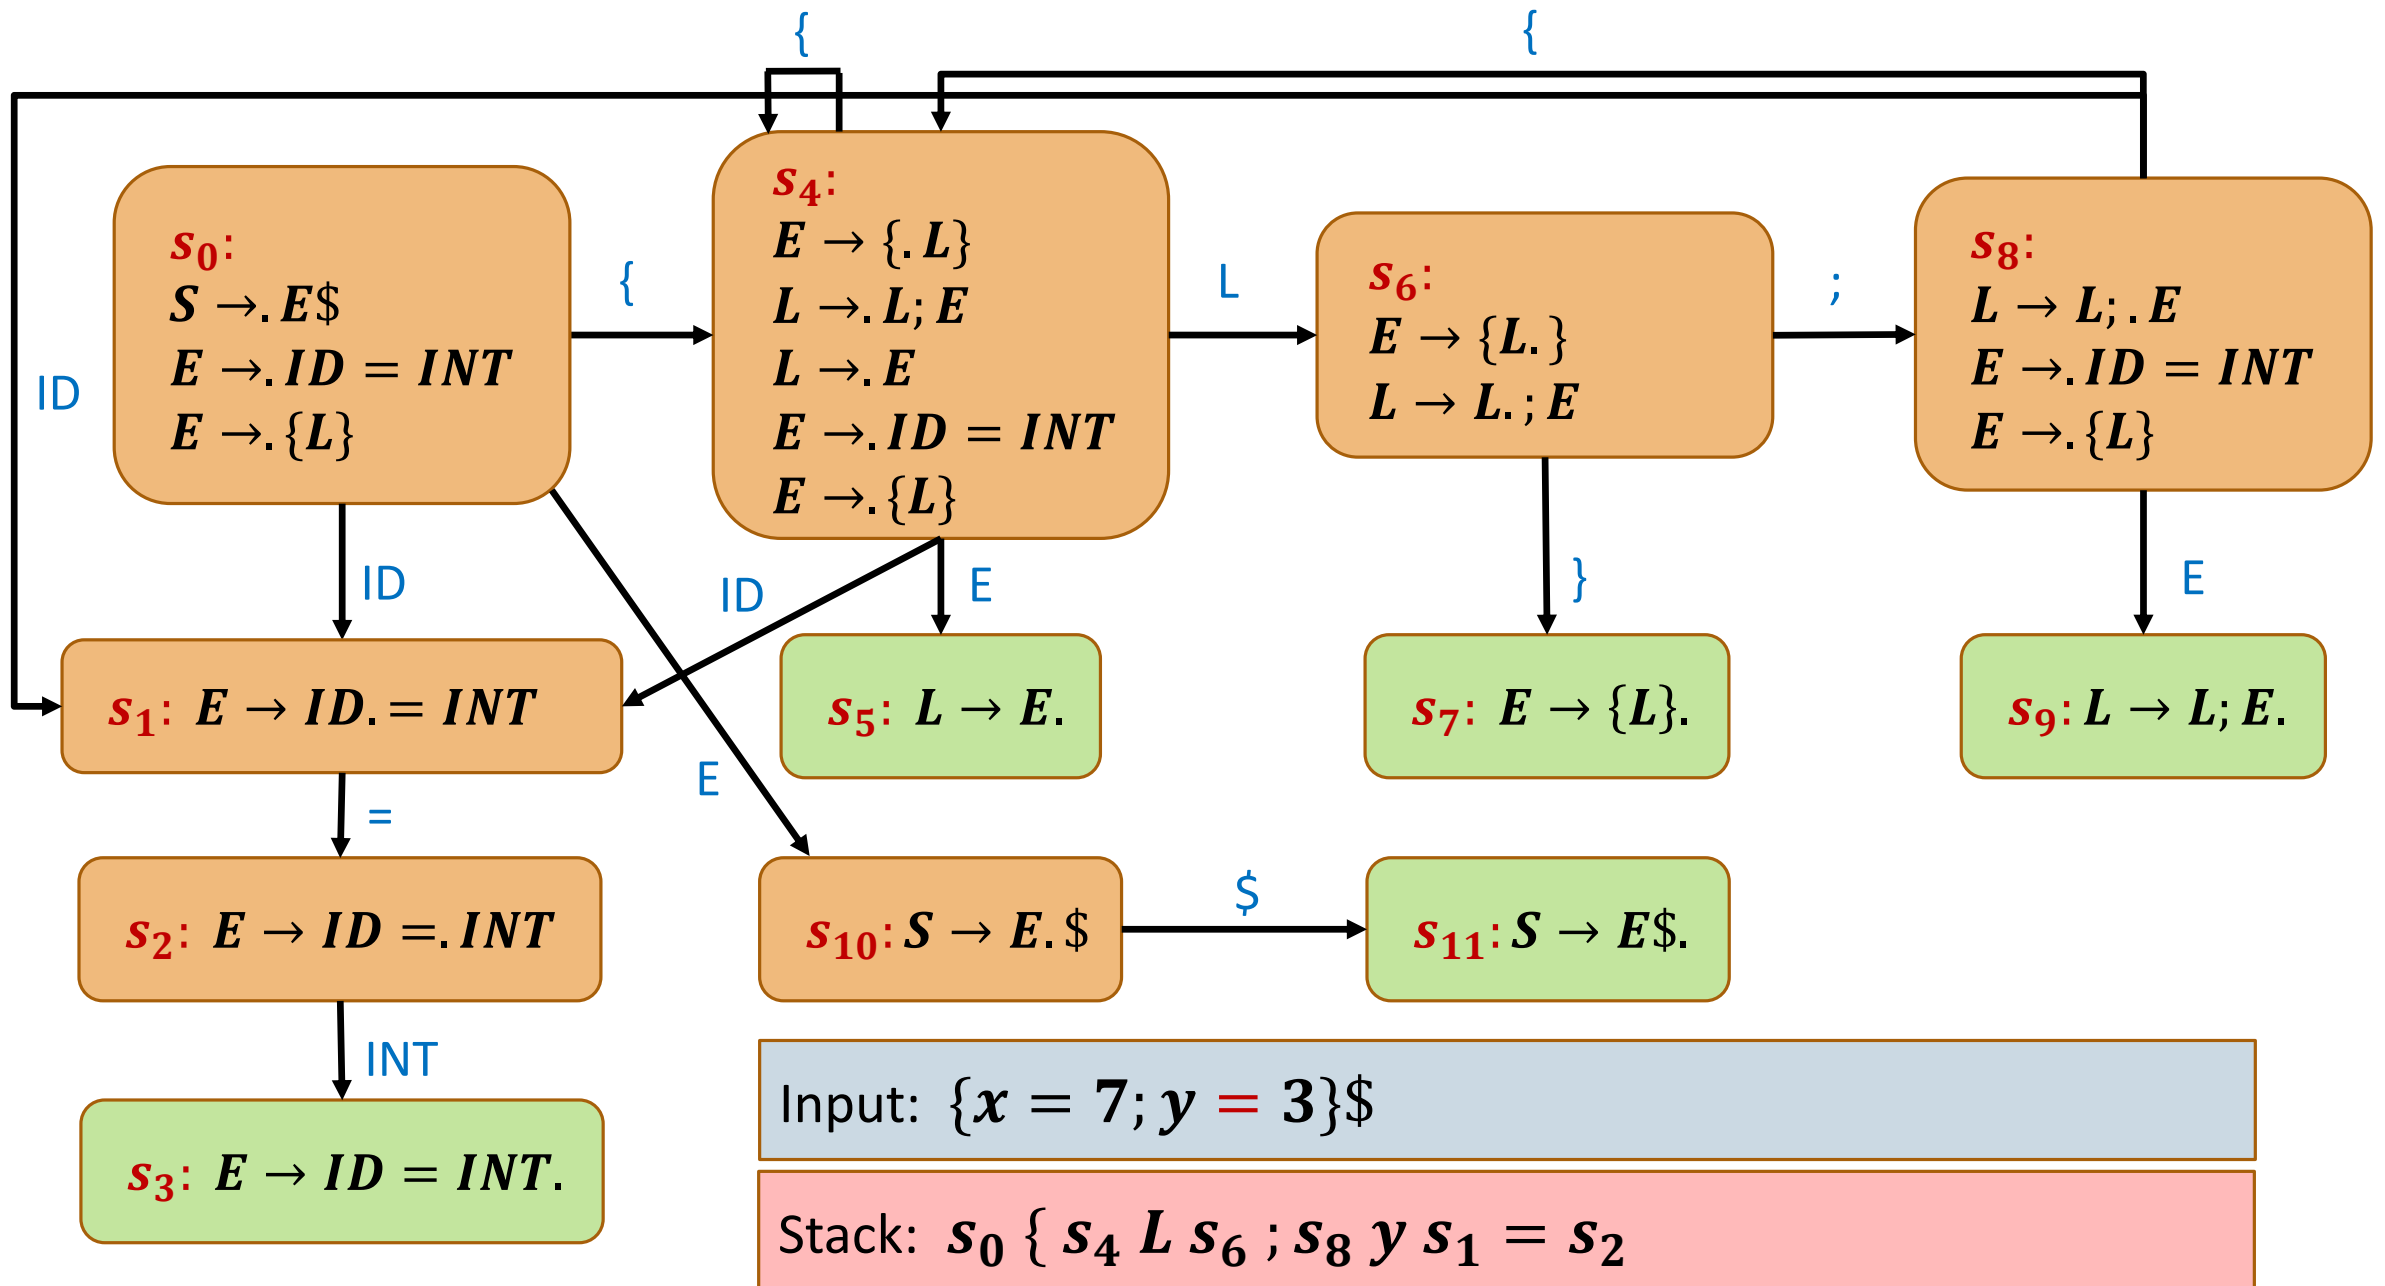 {
{
s₀:
S →. E$
E →. ID = INT
E →. {L}
{
s₄:
E → {. L}
L →. L; E
L →. E
E →. ID = INT
E →. {L}
L
s₆:
E → {L. }
L → L. ; E
;
s₈:
L → L; . E
E →. ID = INT
E →. {L}
ID
ID
ID
E
}
E
s₁: E → ID. = INT
s₅: L → E.
s₇: E → {L}.
s₉: L → L; E.
E
=
s₂: E → ID =. INT
s₁₀: S → E. $
$
s₁₁: S → E$.
INT
s₃: E → ID = INT.
Input: {x = 7; y = 3}$
Stack: s₀ { s₄ L s₆ ; s₈ y s₁ = s₂